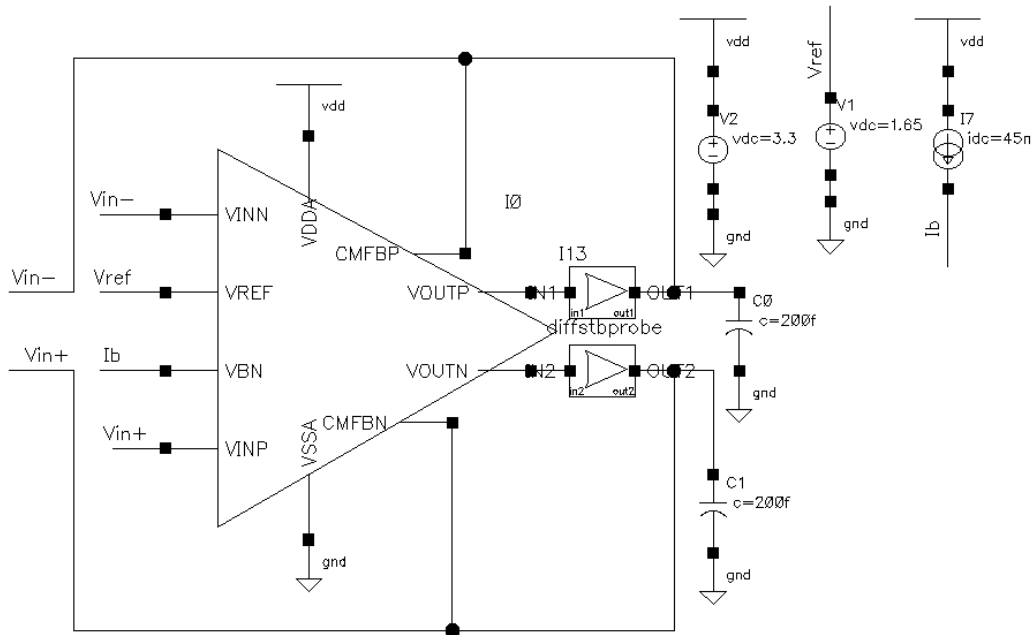 vdd
vdd
vdd
Vref
V2
vdc=3.3
V1
vdc=1.65
I7
idc=45n
Vin-
VINN
VDDA
I0
CMFBP
gnd
gnd
Ib
Vin-
Vref
VREF
VOUTP
IN1
I13
in1
out1
OUT1
C0
c=200f
diffstbprobe
Vin+
Ib
VBN
VOUTN
IN2
in2
out2
OUT2
gnd
Vin+
VINP
VSSA
CMFBN
C1
c=200f
gnd
gnd